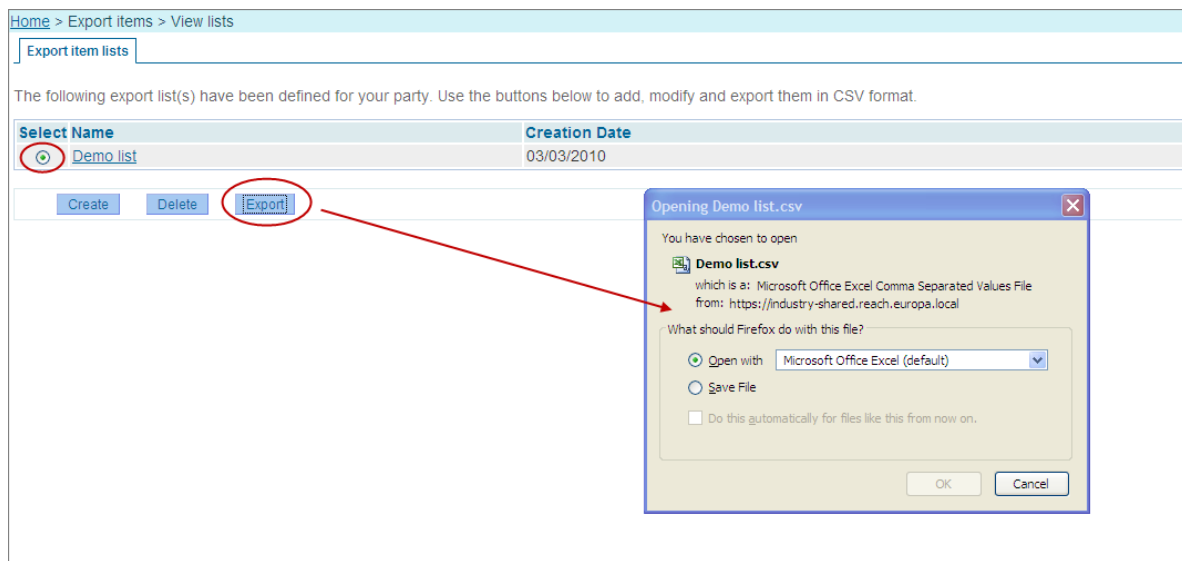 Home > Export items > View lists
Export item lists
The following export list(s) have been defined for your party. Use the buttons below to add, modify and export them in CSV format.
Select Name Creation Date
Demo list 03/03/2010
Create Delete Export
Opening Demo list.csv
You have chosen to open
Demo list.csv
which is a: Microsoft Office Excel Comma Separated Values File
from: https://industry-shared.reach.europa.local
What should Firefox do with this file?
Open with Microsoft Office Excel (default)
Save File
Do this automatically for files like this from now on.
OK Cancel